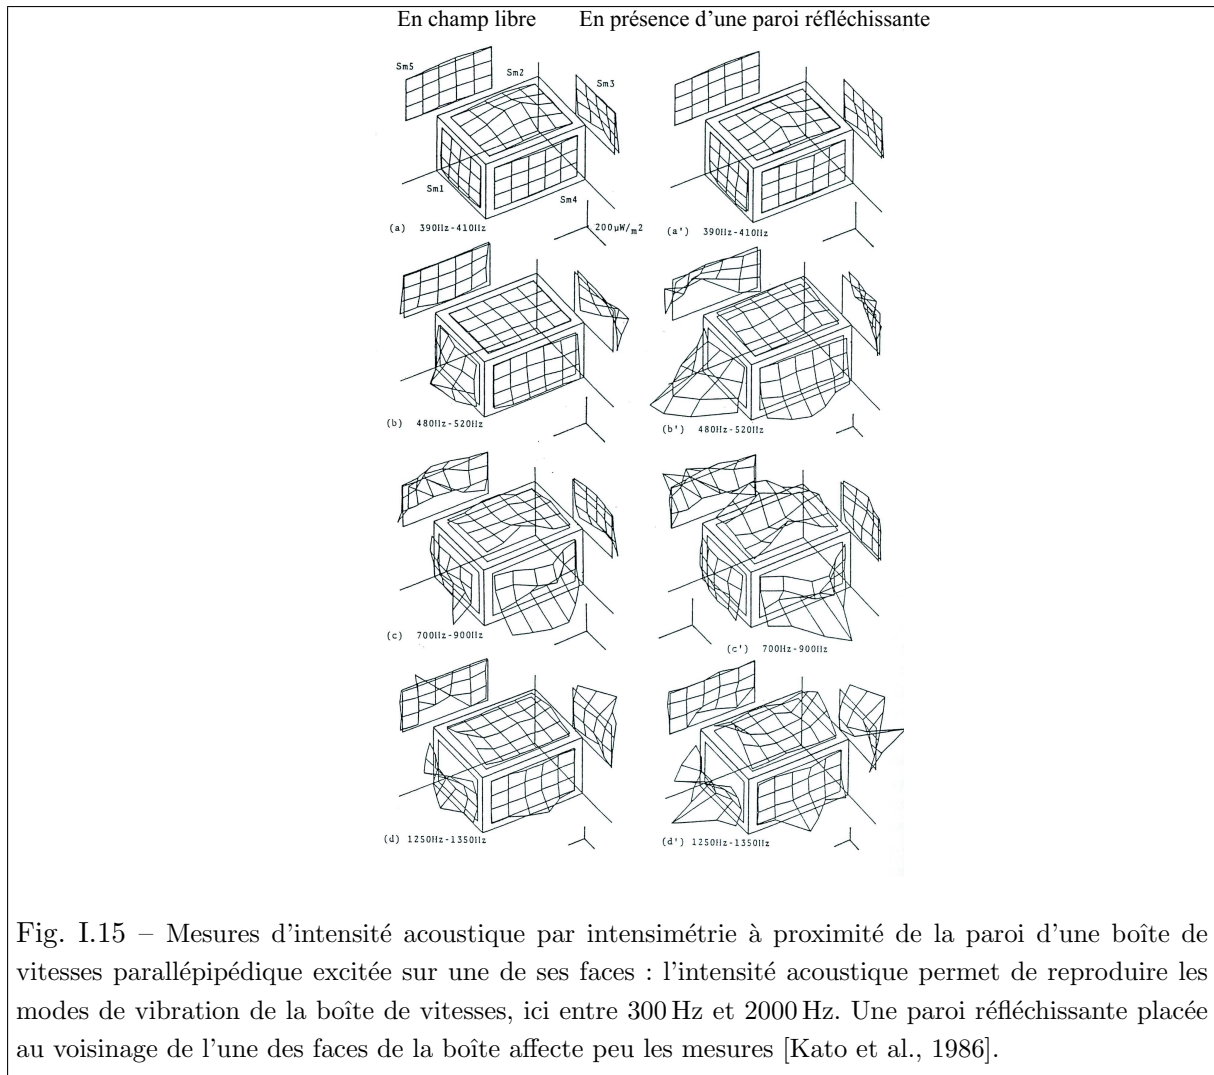 En champ libre
En présence d'une paroi réfléchissante
Sm5
Sm2
Sm3
Sm1
Sm4
(a) 390Hz-410Hz
200µW/m2
(a') 390Hz-410Hz
(b) 480Hz-520Hz
(b') 480Hz-520Hz
(c) 700Hz-900Hz
(c') 700Hz-900Hz
(d) 1250Hz-1350Hz
(d') 1250Hz-1350Hz
Fig. I.15 – Mesures d'intensité acoustique par intensimétrie à proximité de la paroi d'une boîte de
vitesses parallépipédique excitée sur une de ses faces : l'intensité acoustique permet de reproduire les
modes de vibration de la boîte de vitesses, ici entre 300 Hz et 2000 Hz. Une paroi réfléchissante placée
au voisinage de l'une des faces de la boîte affecte peu les mesures [Kato et al., 1986].